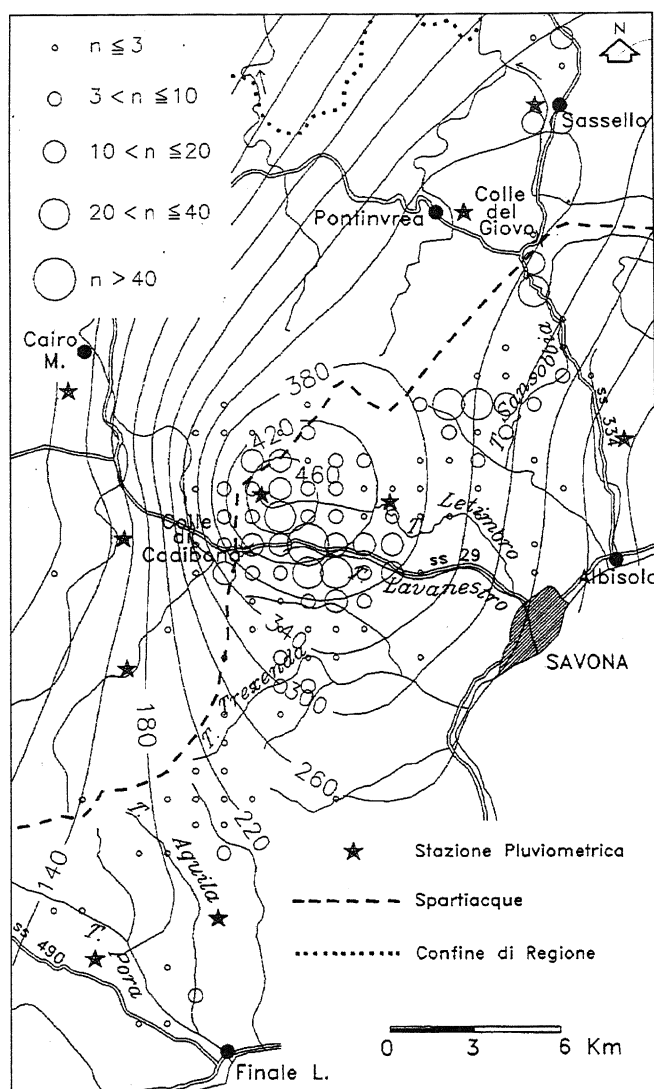 n ≦ 3
3 < n ≦ 10
10 < n ≦ 20
20 < n ≦ 40
n > 40
N
Sassello
Pontinvrea
Colle
del
Giovo
Cairo
M.
T. Sansobbia
ss 334
380
420
460
T. Letimbro
Colle
di
Cadibona
ss 29
T. Lavanestro
Albisola
SAVONA
340
T. Trexenda
300
180
260
220
T. Aquila
140
T. Pora
ss 490
Stazione Pluviometrica
Spartiacque
Confine di Regione
0 3 6 Km
Finale L.